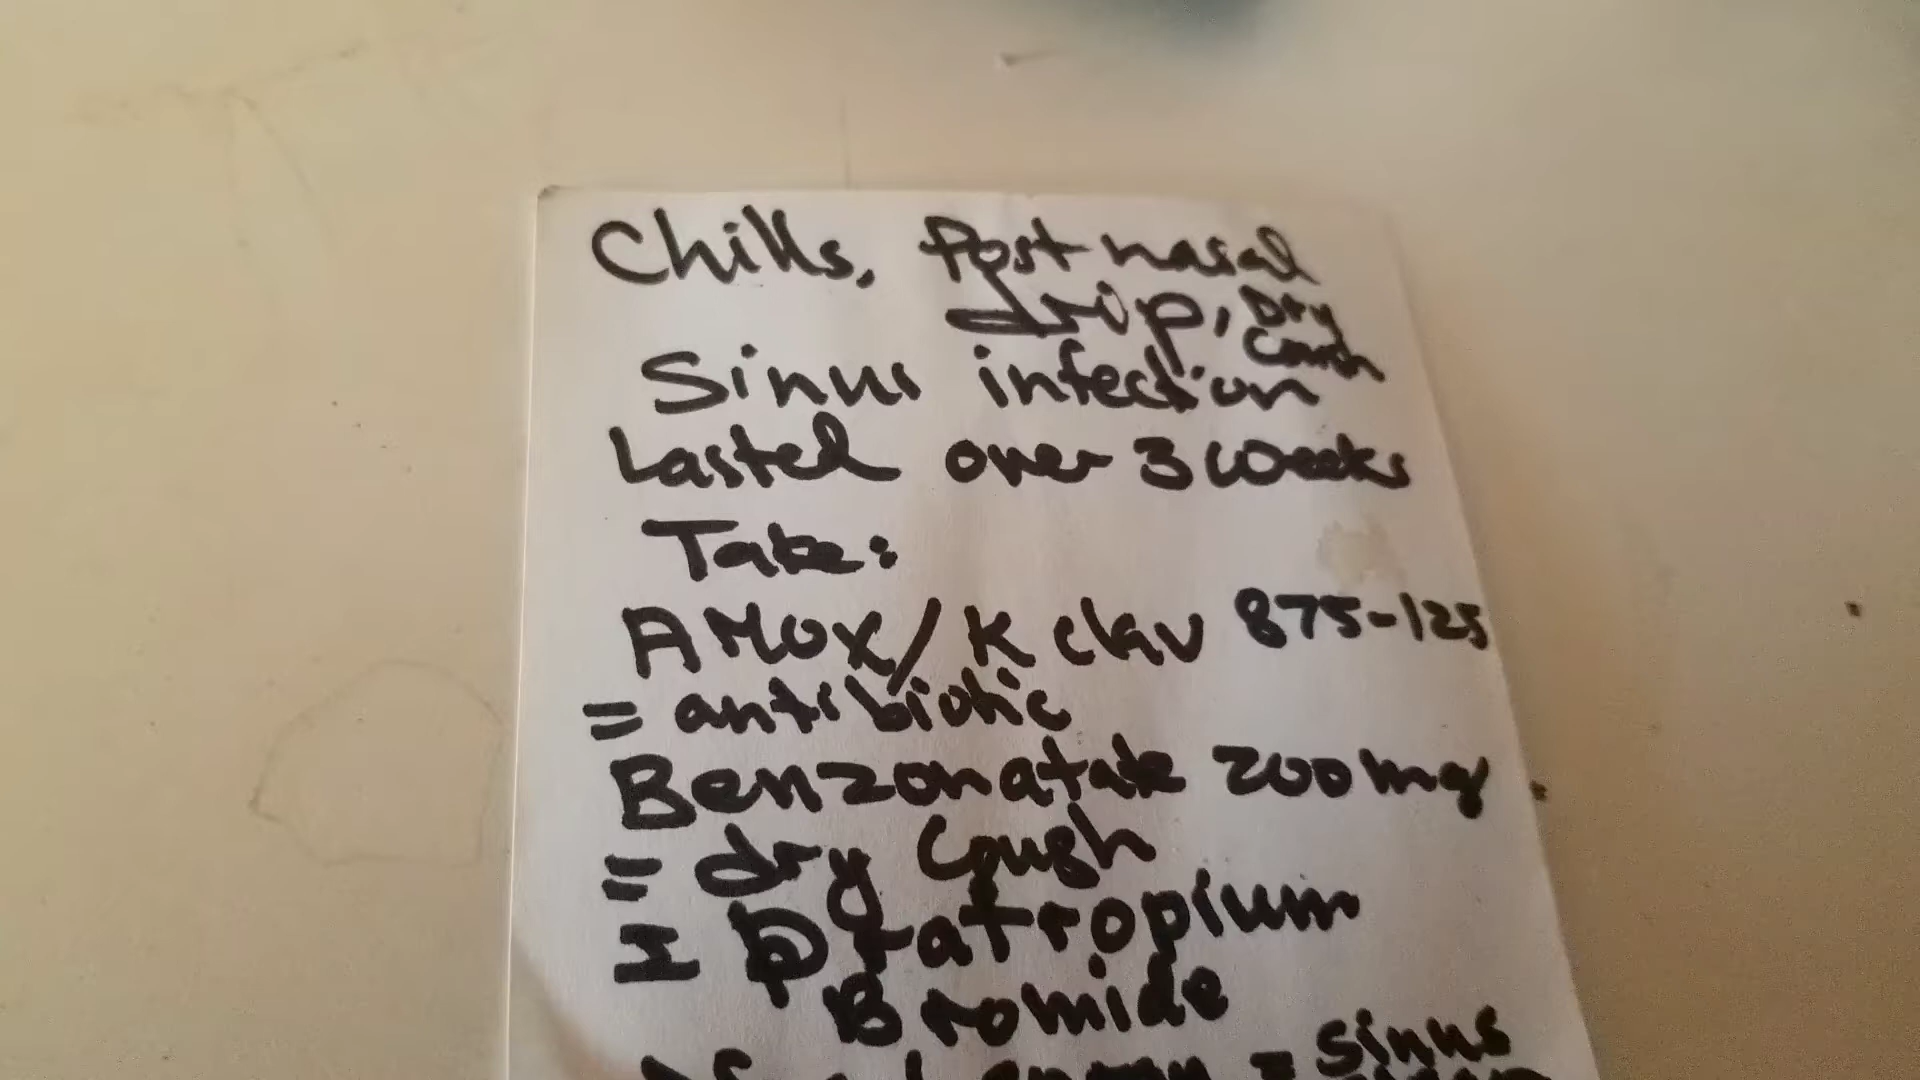 Chills, Post nasal
drip, Dry
Cough
Sinus infection
Lasted over 3 weeks
Take:
AMOX/K clav 875-125
= antibiotic
Benzonatate 200mg
= dry Cough
Ipratropium
Bromide
= Sinus